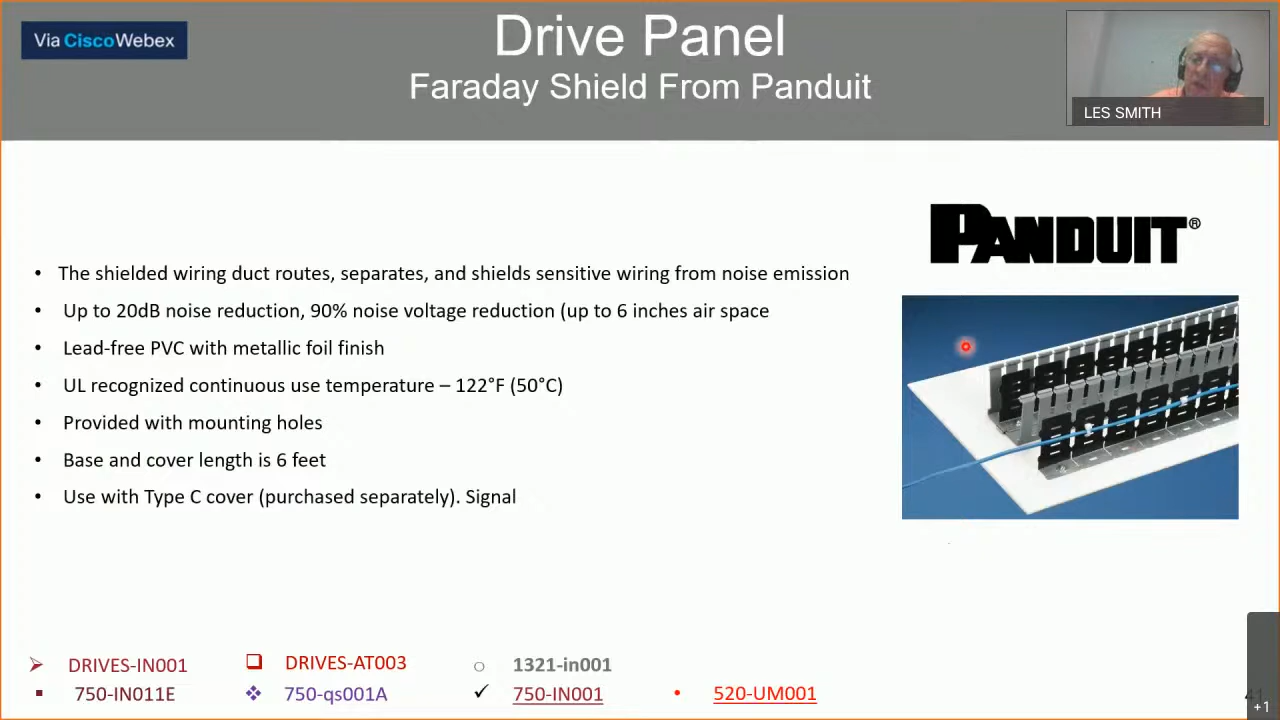 Via CiscoWebex
Drive Panel
Faraday Shield From Panduit
LES SMITH
PANDUIT®
• The shielded wiring duct routes, separates, and shields sensitive wiring from noise emission
• Up to 20dB noise reduction, 90% noise voltage reduction (up to 6 inches air space
• Lead-free PVC with metallic foil finish
• UL recognized continuous use temperature – 122°F (50°C)
• Provided with mounting holes
• Base and cover length is 6 feet
• Use with Type C cover (purchased separately). Signal
➢ DRIVES-IN001
❑ DRIVES-AT003
○ 1321-in001
▪ 750-IN011E
❖ 750-qs001A
✓ 750-IN001
• 520-UM001
41
+1